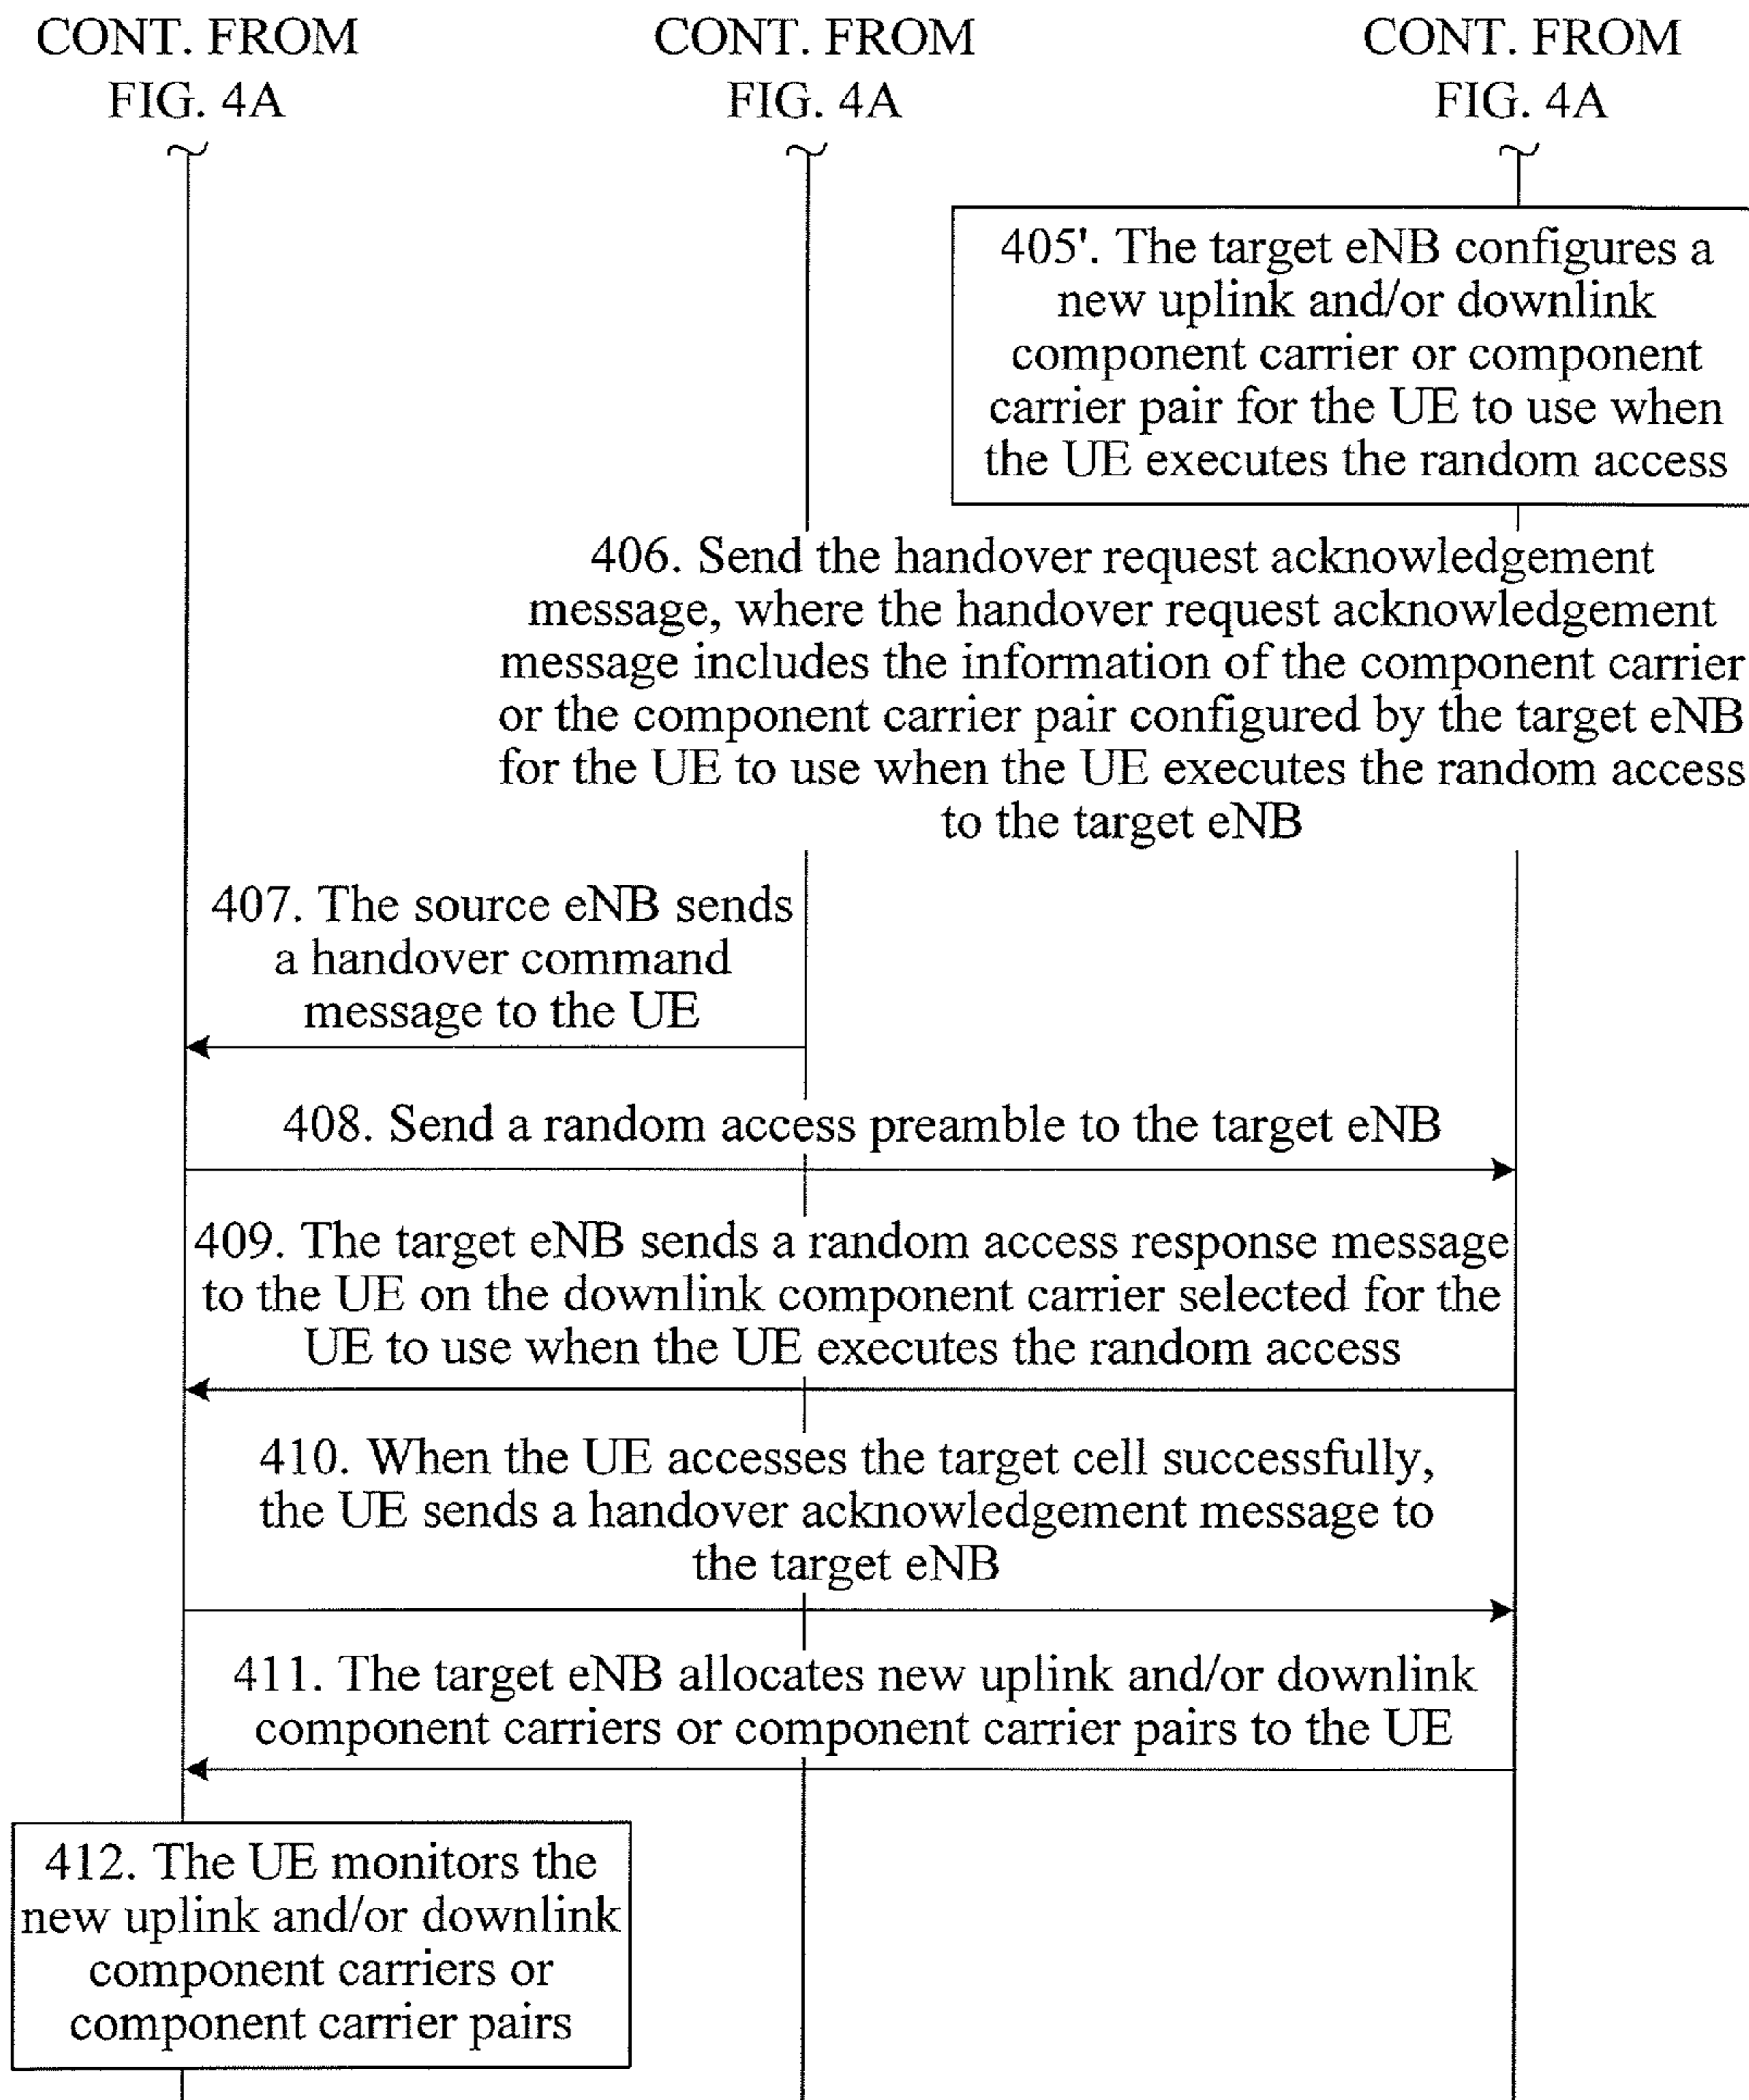 CONT. FROM
FIG. 4A
CONT. FROM
FIG. 4A
CONT. FROM
FIG. 4A
405'. The target eNB configures a
new uplink and/or downlink
component carrier or component
carrier pair for the UE to use when
the UE executes the random access
406. Send the handover request acknowledgement
message, where the handover request acknowledgement
message includes the information of the component carrier
or the component carrier pair configured by the target eNB
for the UE to use when the UE executes the random access
to the target eNB
407. The source eNB sends
a handover command
message to the UE
408. Send a random access preamble to the target eNB
409. The target eNB sends a random access response message
to the UE on the downlink component carrier selected for the
UE to use when the UE executes the random access
410. When the UE accesses the target cell successfully,
the UE sends a handover acknowledgement message to
the target eNB
411. The target eNB allocates new uplink and/or downlink
component carriers or component carrier pairs to the UE
412. The UE monitors the
new uplink and/or downlink
component carriers or
component carrier pairs